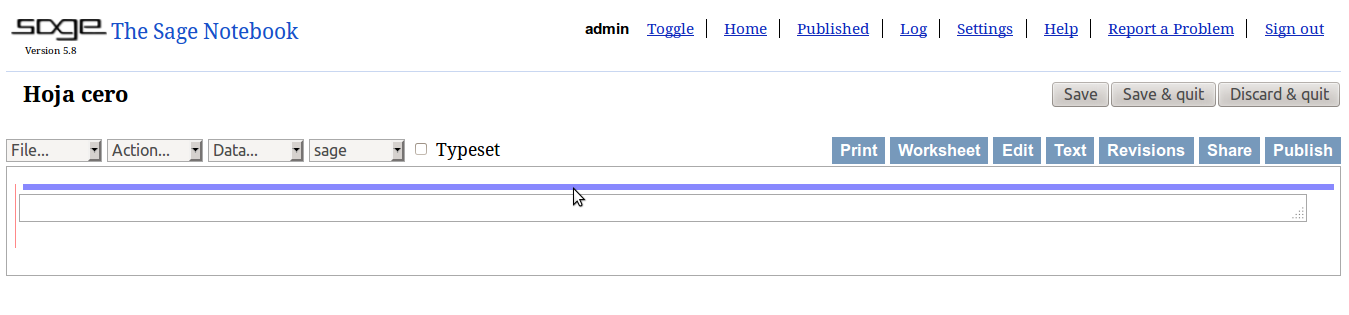 sage The Sage Notebook admin Toggle Home Published Log Settings Help Report a Problem Sign out
Version 5.8
Hoja cero Save Save & quit Discard & quit
File... Action... Data... sage Typeset Print Worksheet Edit Text Revisions Share Publish